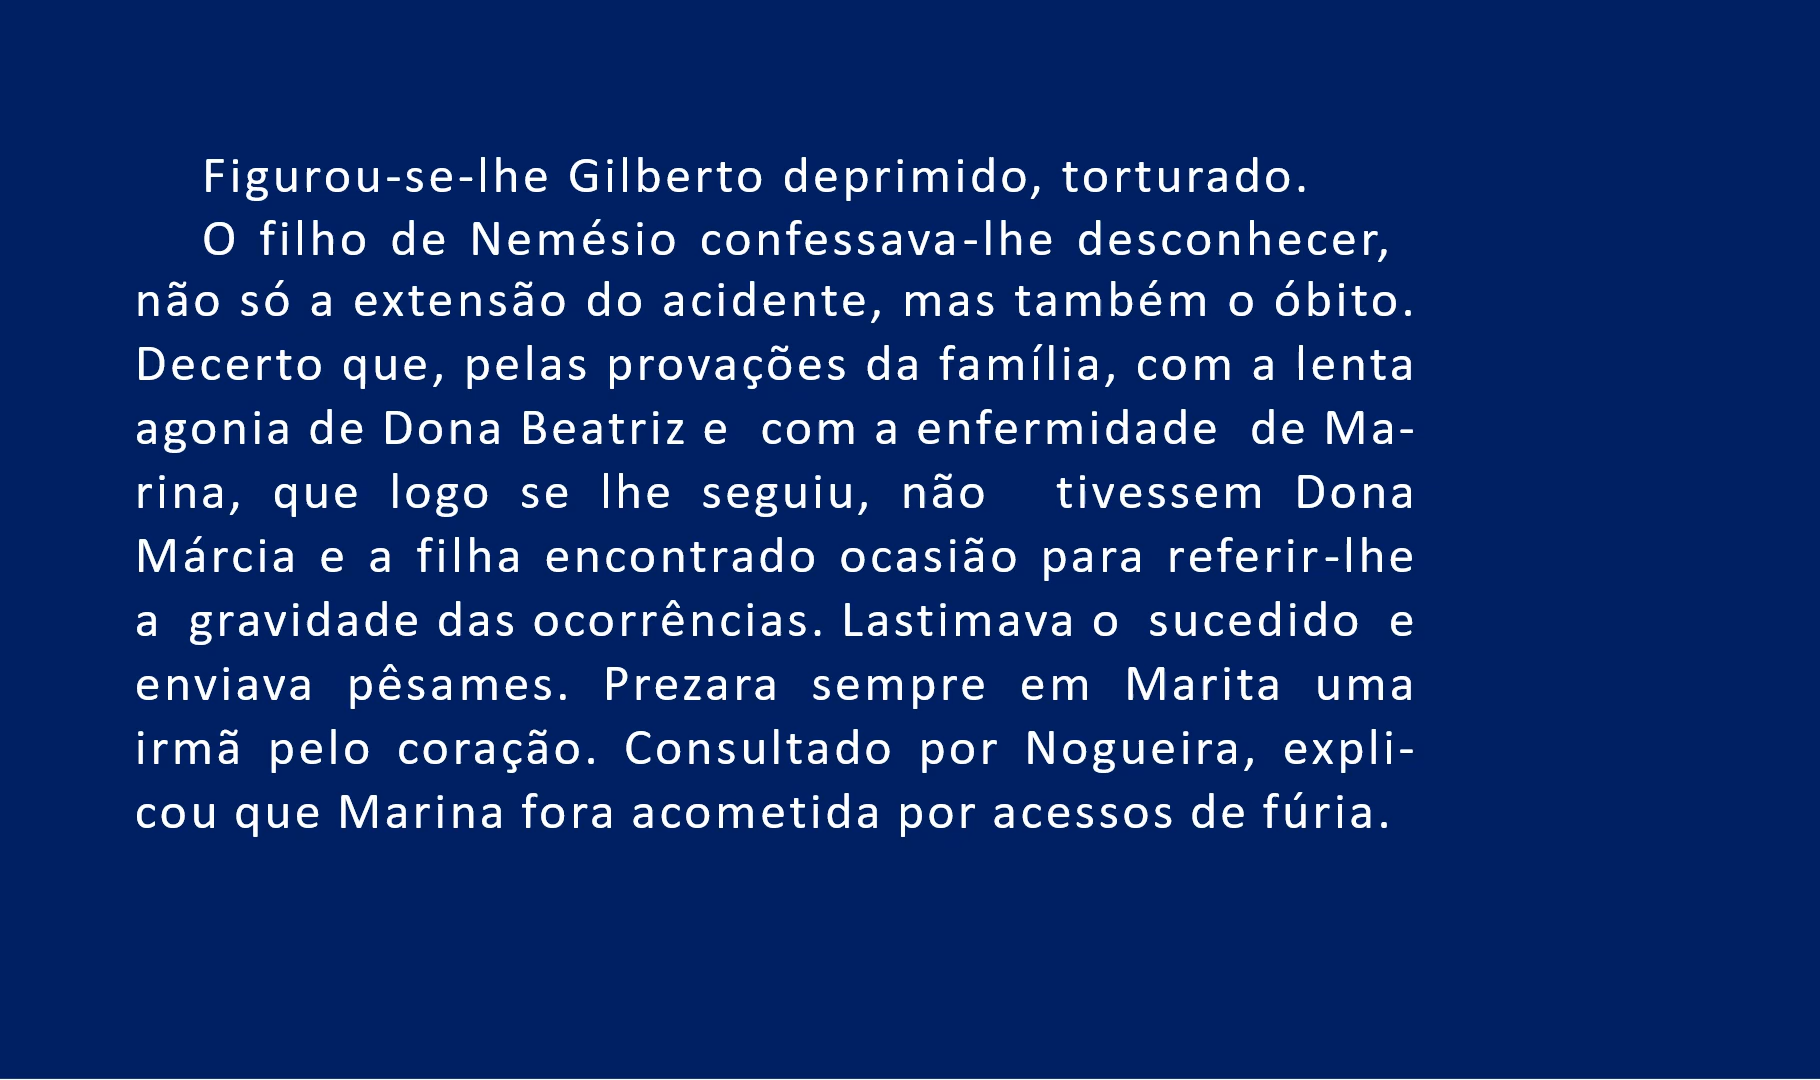 Figurou-se-lhe Gilberto deprimido, torturado.
O filho de Nemésio confessava-lhe desconhecer,
não só a extensão do acidente, mas também o óbito.
Decerto que, pelas provações da família, com a lenta
agonia de Dona Beatriz e com a enfermidade de Ma-
rina, que logo se lhe seguiu, não tivessem Dona
Márcia e a filha encontrado ocasião para referir-lhe
a gravidade das ocorrências. Lastimava o sucedido e
enviava pêsames. Prezara sempre em Marita uma
irmã pelo coração. Consultado por Nogueira, expli-
cou que Marina fora acometida por acessos de fúria.